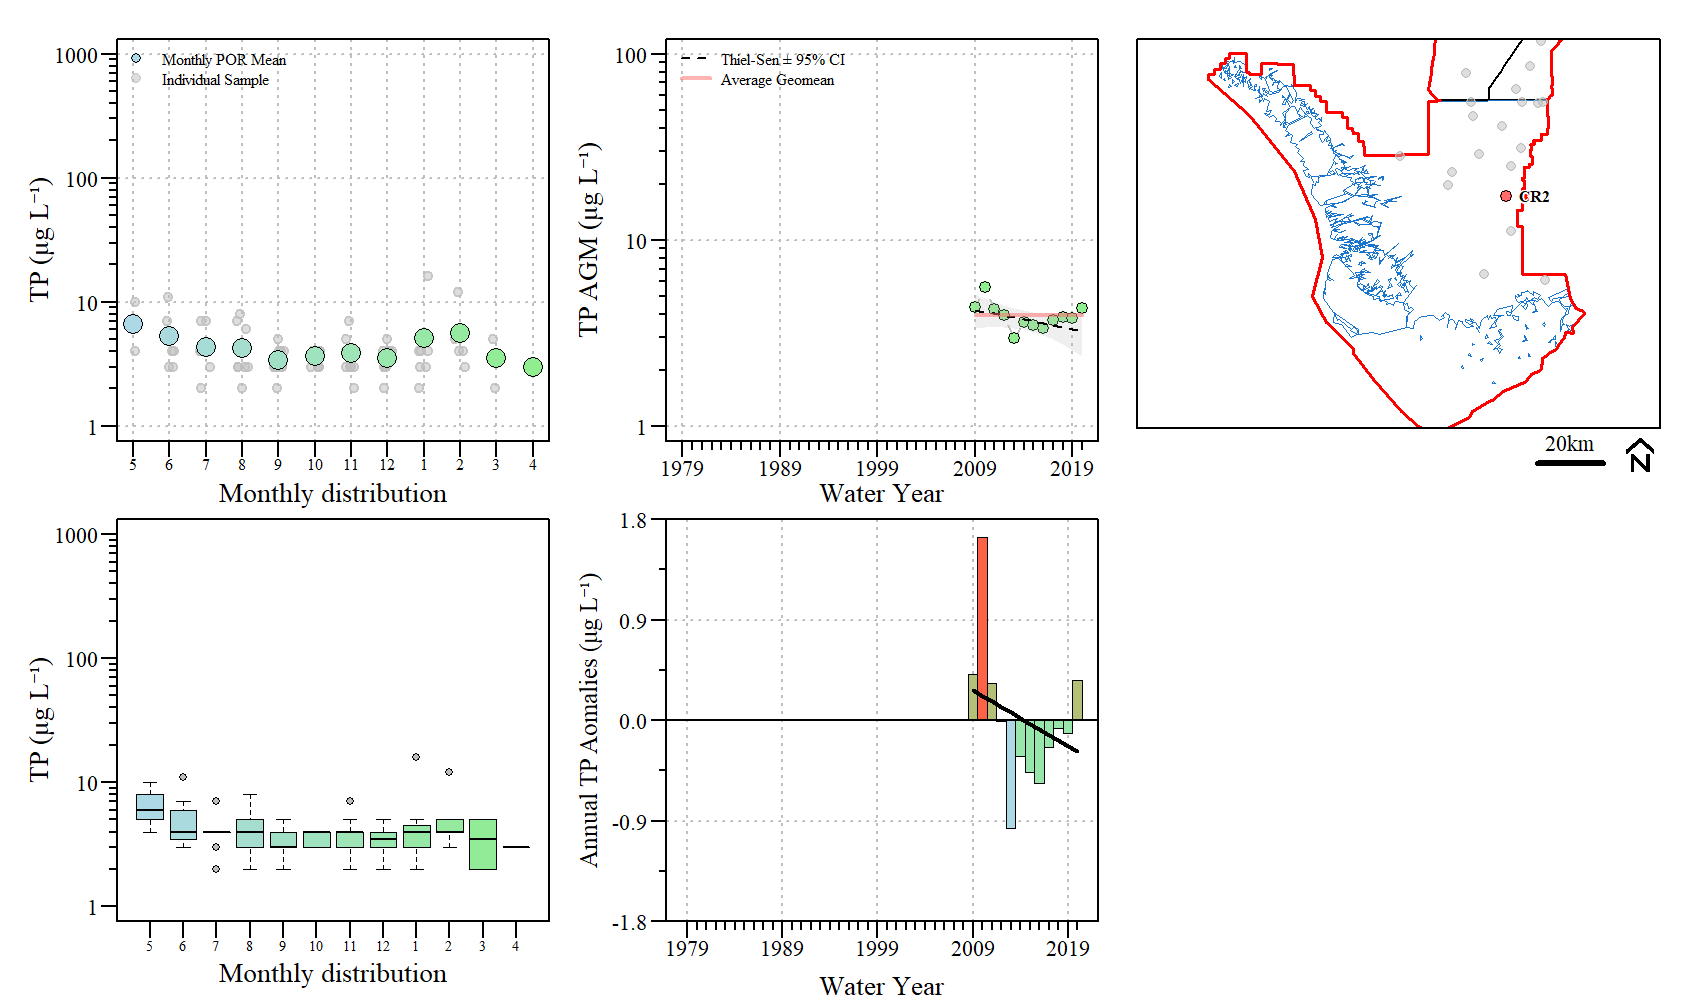 Monthly POR Mean
Individual Sample
1000
100
10
1
TP (µg L⁻¹)
5 6 7 8 9 10 11 12 1 2 3 4
Monthly distribution
Thiel-Sen ± 95% CI
Average Geomean
100
10
1
TP AGM (µg L⁻¹)
1979 1989 1999 2009 2019
Water Year
CR2
20km
N
1000
100
10
1
TP (µg L⁻¹)
5 6 7 8 9 10 11 12 1 2 3 4
Monthly distribution
1.8
0.9
0.0
-0.9
-1.8
Annual TP Aomalies (µg L⁻¹)
1979 1989 1999 2009 2019
Water Year